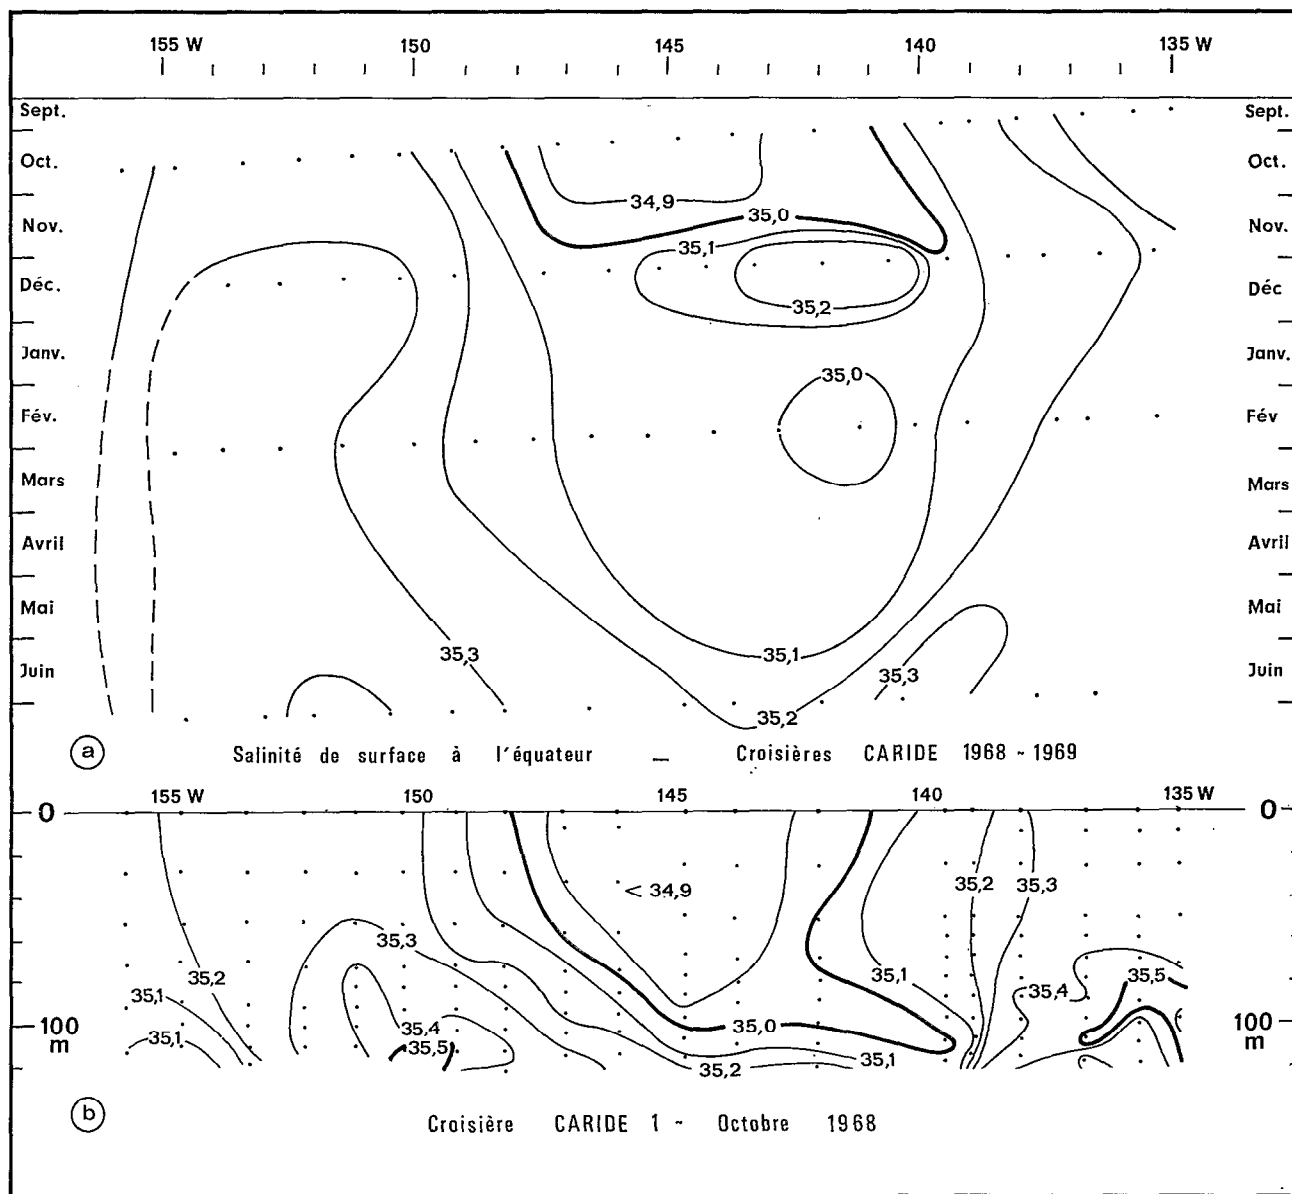 155 W 150 145 140 135 W
Sept. Sept.
Oct. Oct.
34,9
35,0
Nov. Nov.
35,1
Déc. Déc
35,2
Janv. Janv.
35,0
Fév. Fév
Mars Mars
Avril Avril
Mai Mai
35,3 35,1
Juin 35,3 Juin
35,2
a Salinité de surface à l'équateur — Croisières CARIDE 1968 ~ 1969
155 W 150 145 140 135 W
0 0
< 34,9 35,2 35,3
35,3
35,2 35,1 35,5
35,1 35,4
100 35,4 35,0 100
m 35,1 35,5 35,1 m
35,2
b Croisière CARIDE 1 ~ Octobre 1968